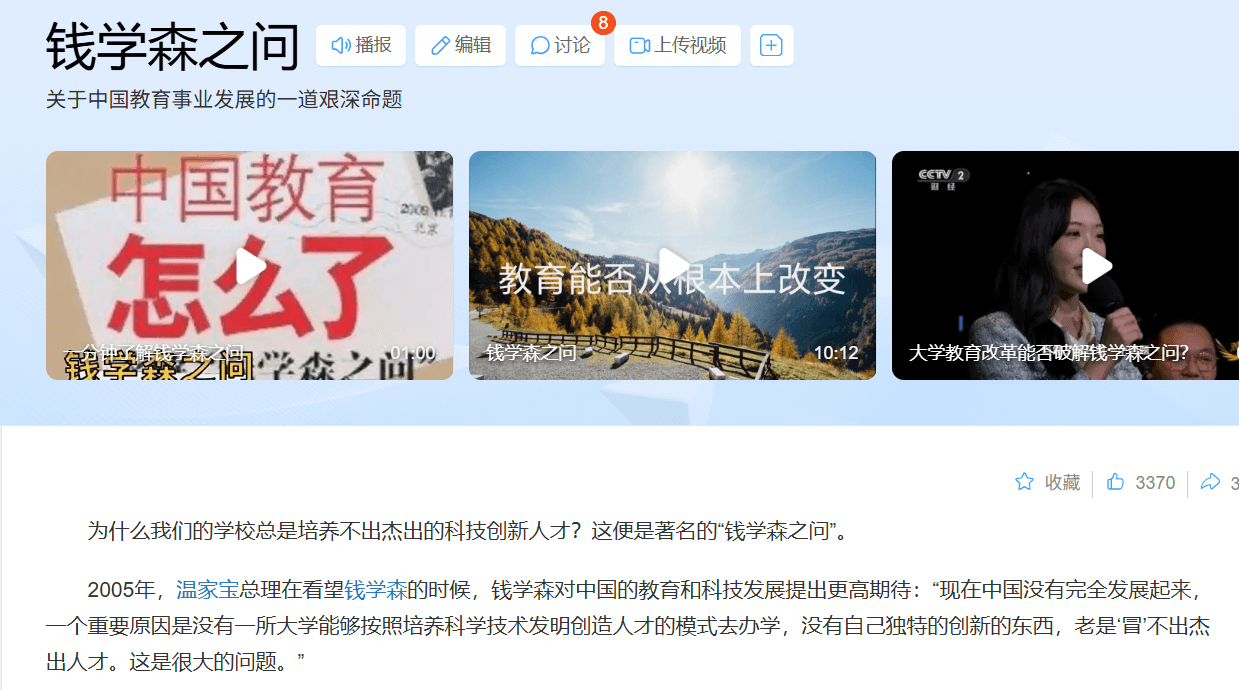 钱学森之问
播报
编辑
讨论
8
上传视频
关于中国教育事业发展的一道艰深命题
中国教育
怎么了
2009.11.
北京
一分钟了解钱学森之问
01:00
钱学森之问
学森之问
教育能否从根本上改变
钱学森之问
10:12
CCTV 2
财经
大学教育改革能否破解钱学森之问?
收藏
3370
3
为什么我们的学校总是培养不出杰出的科技创新人才？这便是著名的“钱学森之问”。
2005年，温家宝总理在看望钱学森的时候，钱学森对中国的教育和科技发展提出更高期待：“现在中国没有完全发展起来，
一个重要原因是没有一所大学能够按照培养科学技术发明创造人才的模式去办学，没有自己独特的创新的东西，老是‘冒’不出杰
出人才。这是很大的问题。”